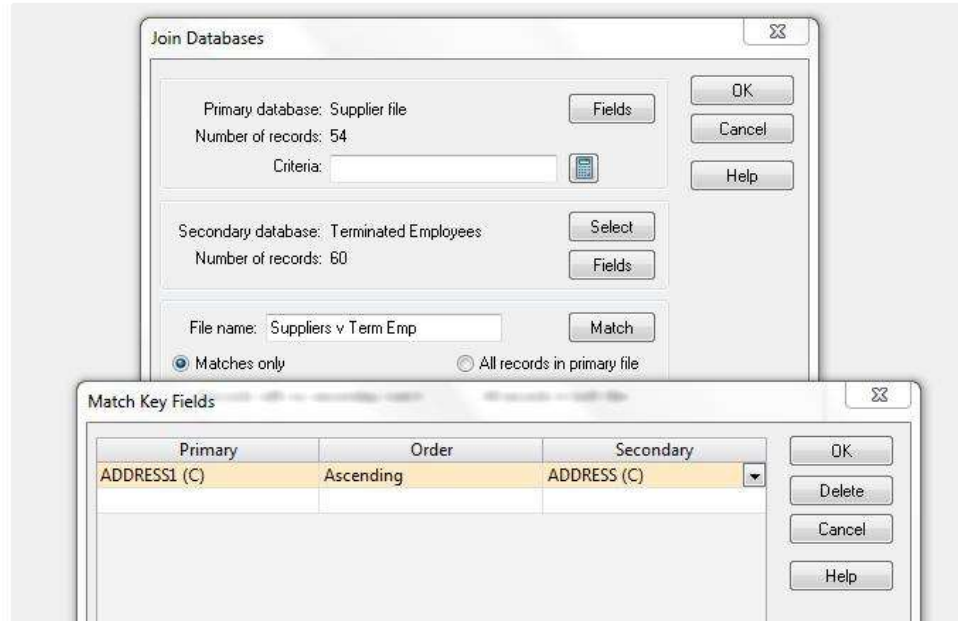 Join Databases
Primary database: Supplier file
Fields
OK
Number of records: 54
Cancel
Criteria:
Help
Secondary database: Terminated Employees
Select
Number of records: 60
Fields
File name: Suppliers v Term Emp
Match
Matches only
All records in primary file
Match Key Fields
Primary Order Secondary
OK
ADDRESS1 (C) Ascending ADDRESS (C)
Delete
Cancel
Help